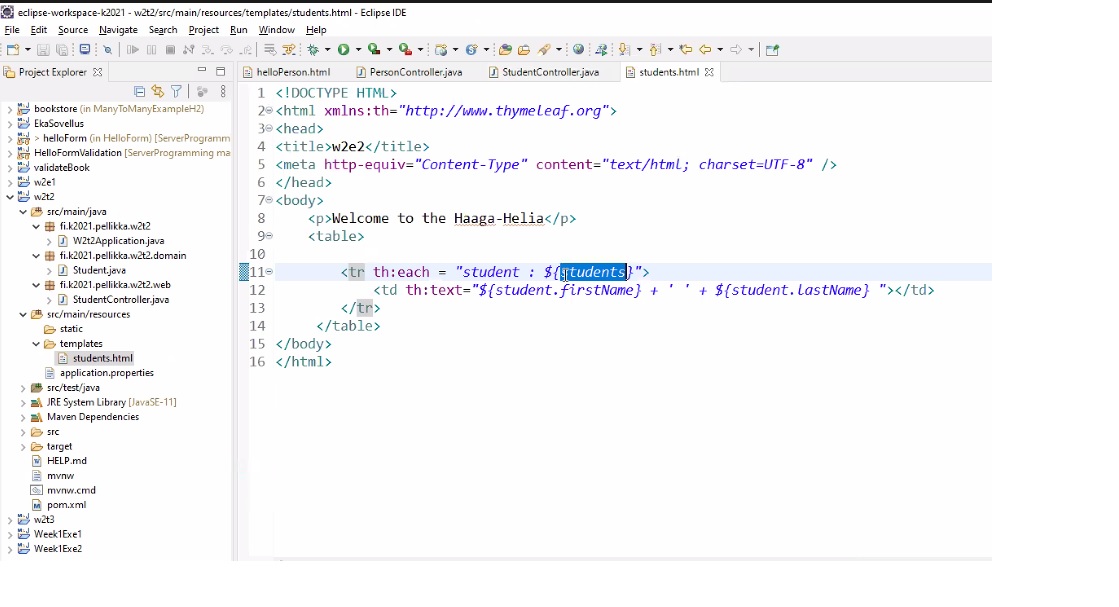 eclipse-workspace-k2021 - w2t2/src/main/resources/templates/students.html - Eclipse IDE
File Edit Source Navigate Search Project Run Window Help
Project Explorer
helloPerson.html PersonController.java StudentController.java students.html
bookstore (in ManyToManyExampleH2)
EkaSovellus
> helloForm (in HelloForm) [ServerProgramm
HelloFormValidation [ServerProgramming ma
validateBook
w2e1
w2t2
src/main/java
fi.k2021.pellikka.w2t2
W2t2Application.java
fi.k2021.pellikka.w2t2.domain
Student.java
fi.k2021.pellikka.w2t2.web
StudentController.java
src/main/resources
static
templates
students.html
application.properties
src/test/java
JRE System Library [JavaSE-11]
Maven Dependencies
src
target
HELP.md
mvnw
mvnw.cmd
pom.xml
w2t3
Week1Exe1
Week1Exe2
1 <!DOCTYPE HTML>
2 <html xmlns:th="http://www.thymeleaf.org">
3 <head>
4 <title>w2e2</title>
5 <meta http-equiv="Content-Type" content="text/html; charset=UTF-8" />
6 </head>
7 <body>
8 <p>Welcome to the Haaga-Helia</p>
9 <table>
10
11 <tr th:each = "student : ${students}">
12 <td th:text="${student.firstName} + ' ' + ${student.lastName} "></td>
13 </tr>
14 </table>
15 </body>
16 </html>